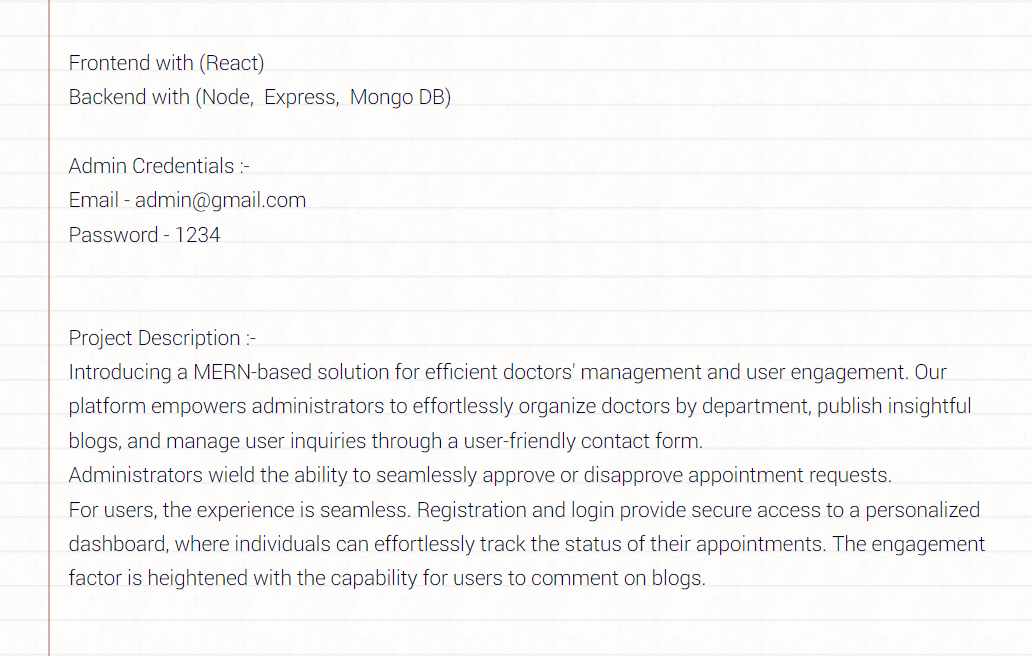 Frontend with (React)
Backend with (Node,  Express,  Mongo DB)
Admin Credentials :-
Email - admin@gmail.com
Password - 1234
Project Description :-
Introducing a MERN-based solution for efficient doctors' management and user engagement. Our
platform empowers administrators to effortlessly organize doctors by department, publish insightful
blogs, and manage user inquiries through a user-friendly contact form.
Administrators wield the ability to seamlessly approve or disapprove appointment requests.
For users, the experience is seamless. Registration and login provide secure access to a personalized
dashboard, where individuals can effortlessly track the status of their appointments. The engagement
factor is heightened with the capability for users to comment on blogs.